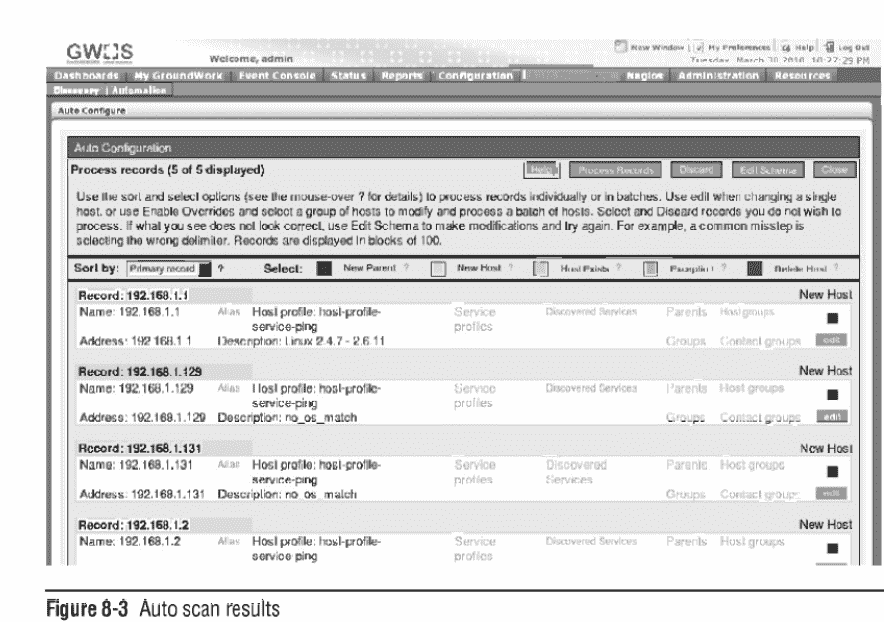 GWOS
Welcome, admin
New Window | My Preferences | Help | Log Out
Tuesday, March 30 2010 10:27:29 PM
Dashboards | My GroundWork | Event Console | Status | Reports | Configuration | Nagios | Administration | Resources
Discovery | Automation
Auto Configure
Auto Configuration
Process records (5 of 5 displayed)
Help Process Records Discard Edit Schema Close
Use the sort and select options (see the mouse-over ? for details) to process records individually or in batches. Use edit when changing a single
host, or use Enable Overrides and select a group of hosts to modify and process a batch of hosts. Select and Discard records you do not wish to
process. If what you see does not look correct, use Edit Schema to make modifications and try again. For example, a common misstep is
selecting the wrong delimiter. Records are displayed in blocks of 100.
Sort by: Primary record ? Select: New Parent ? New Host ? Host Exists ? Exception ? Delete Host ?
Record: 192.168.1.1 New Host
Name: 192.168.1.1 Alias Host profile: host-profile- Service Discovered Services Parents Host groups
service-ping profiles
Address: 192.168.1.1 Description: Linux 2.4.7 - 2.6.11 Groups Contact groups edit
Record: 192.168.1.129 New Host
Name: 192.168.1.129 Alias Host profile: host-profile- Service Discovered Services Parents Host groups
service-ping profiles
Address: 192.168.1.129 Description: no_os_match Groups Contact groups edit
Record: 192.168.1.131 New Host
Name: 192.168.1.131 Alias Host profile: host-profile- Service Discovered Parents Host groups
service-ping profiles Services
Address: 192.168.1.131 Description: no_os_match Groups Contact groups edit
Record: 192.168.1.2 New Host
Name: 192.168.1.2 Alias Host profile: host-profile- Service Discovered Services Parents Host groups
service-ping profiles
Figure 8-3 Auto scan results